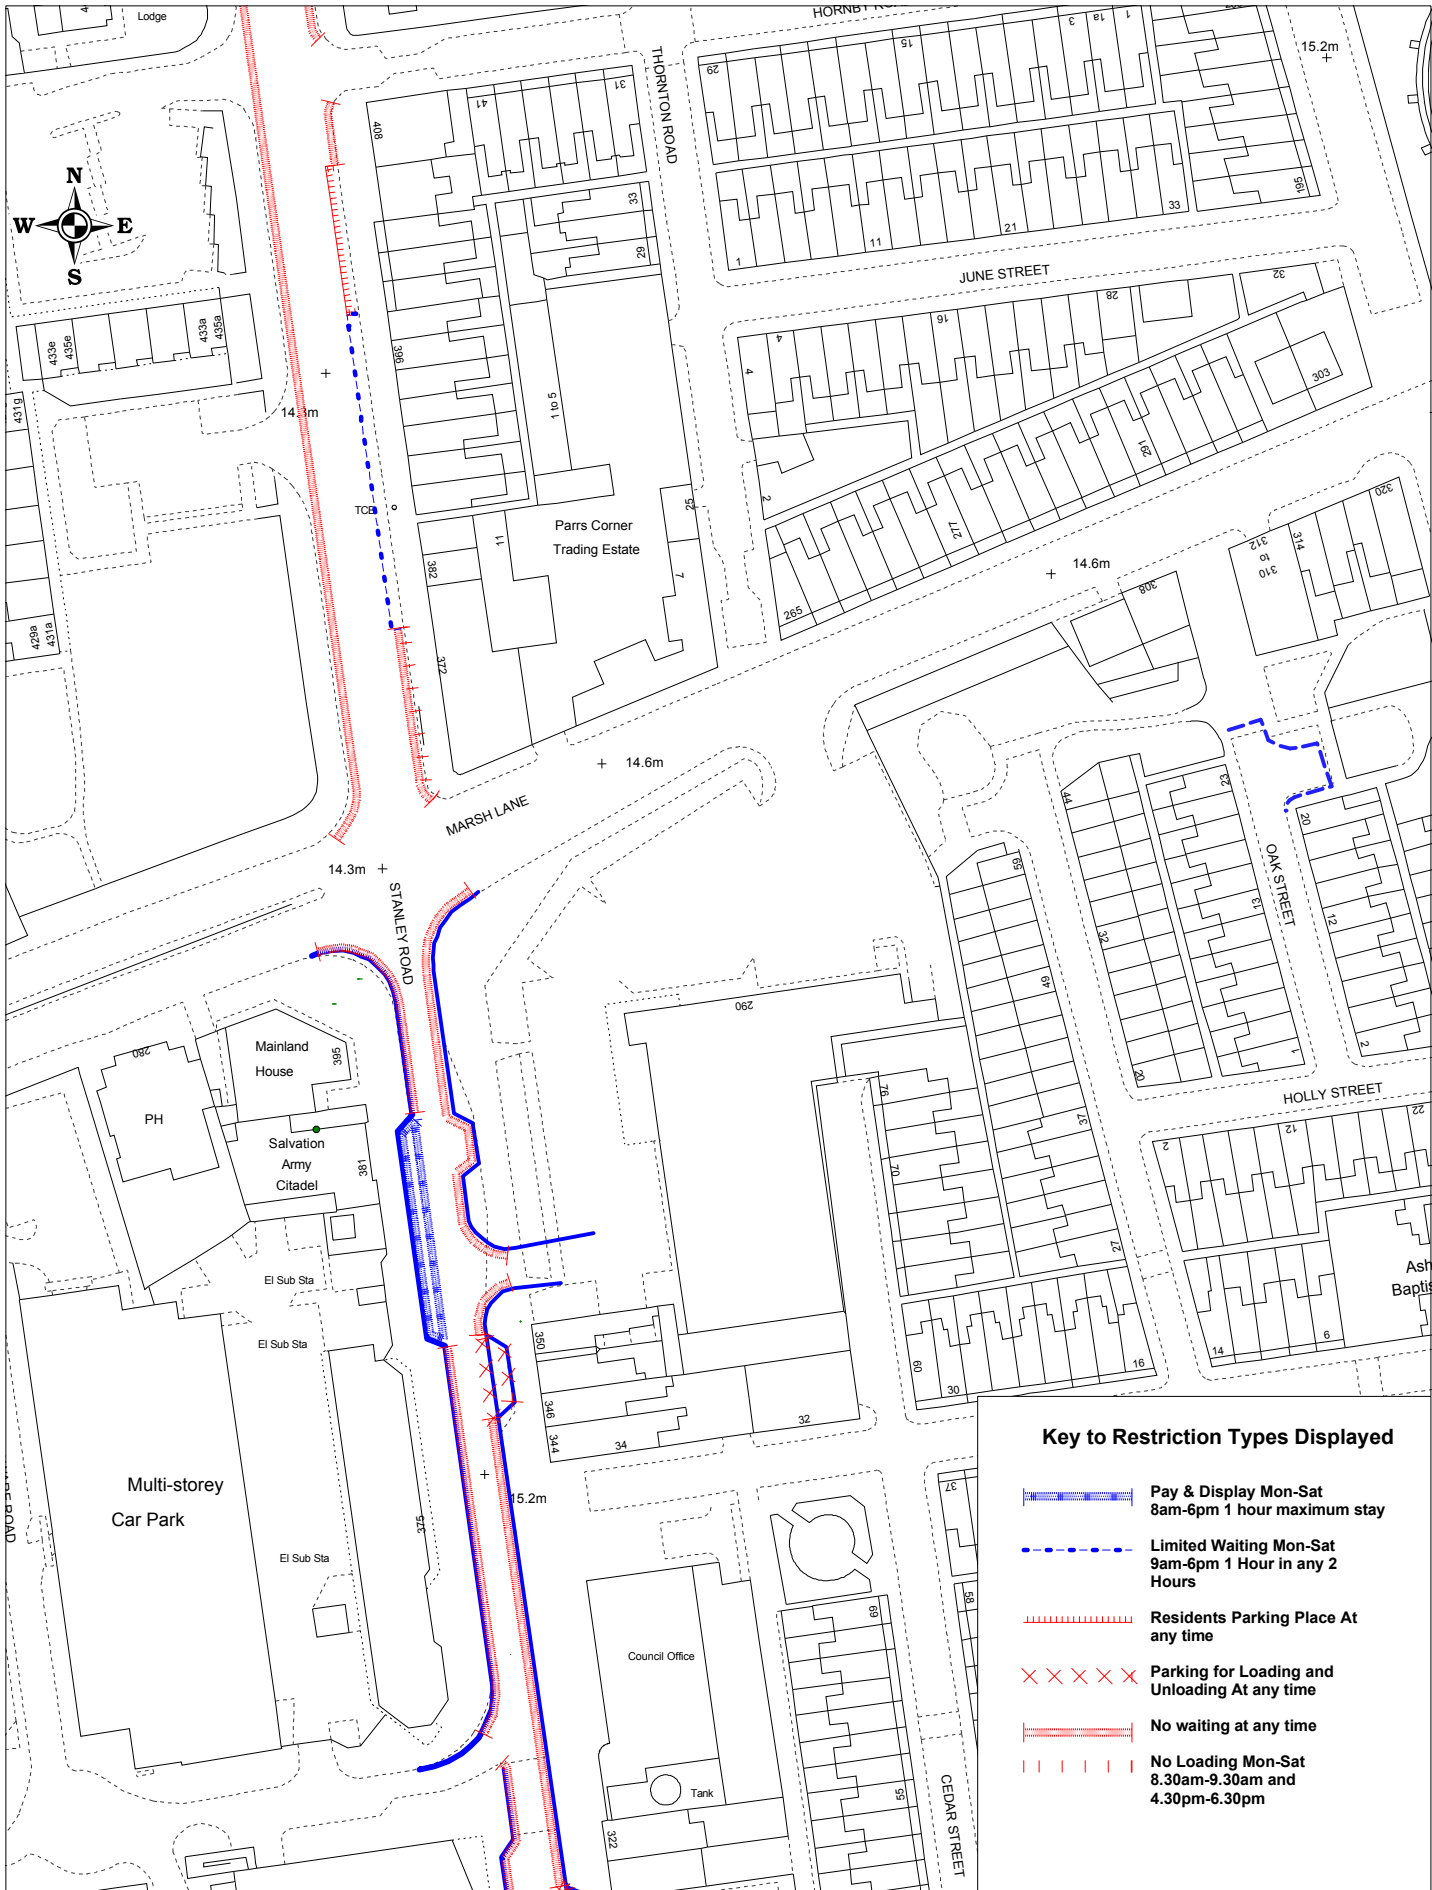 Lodge
HORNBY
15.2m
29
15
3
1a
1
41
31
408
THORNTON ROAD
33
29
195
1
11
21
33
JUNE STREET
N
W
E
S
433e
435e
433a
435a
431g
14.3m
396
1 to 5
4
4
16
28
32
303
291
277
265
2
TCB
11
382
372
Parrs Corner
Trading Estate
25
7
429a
431a
14.6m
308
310
to
312
314
320
14.6m
MARSH LANE
14.3m
STANLEY ROAD
44
32
20
23
13
1
OAK STREET
20
12
2
59
49
37
27
HOLLY STREET
290
280
PH
Mainland
House
395
Salvation
Army
Citadel
381
76
70
60
30
16
2
12
22
14
6
Ash
Baptis
El Sub Sta
El Sub Sta
El Sub Sta
350
346
344
34
32
Multi-storey
Car Park
375
15.2m
37
58
69
55
Council Office
Tank
322
CEDAR STREET
Key to Restriction Types Displayed
Pay & Display Mon-Sat
8am-6pm 1 hour maximum stay
Limited Waiting Mon-Sat
9am-6pm 1 Hour in any 2
Hours
Residents Parking Place At
any time
Parking for Loading and
Unloading At any time
No waiting at any time
No Loading Mon-Sat
8.30am-9.30am and
4.30pm-6.30pm